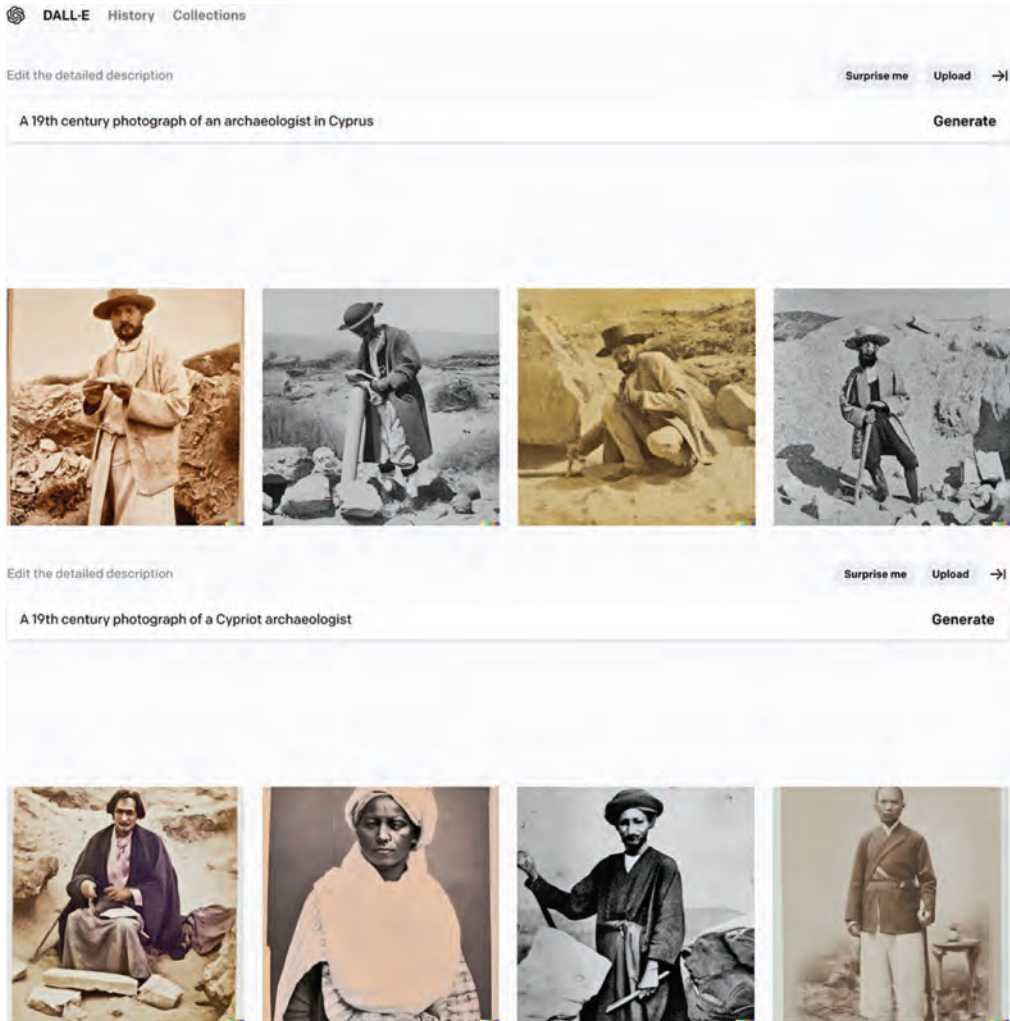 DALL·E History Collections
Edit the detailed description Surprise me Upload
A 19th century photograph of an archaeologist in Cyprus Generate
Edit the detailed description Surprise me Upload
A 19th century photograph of a Cypriot archaeologist Generate